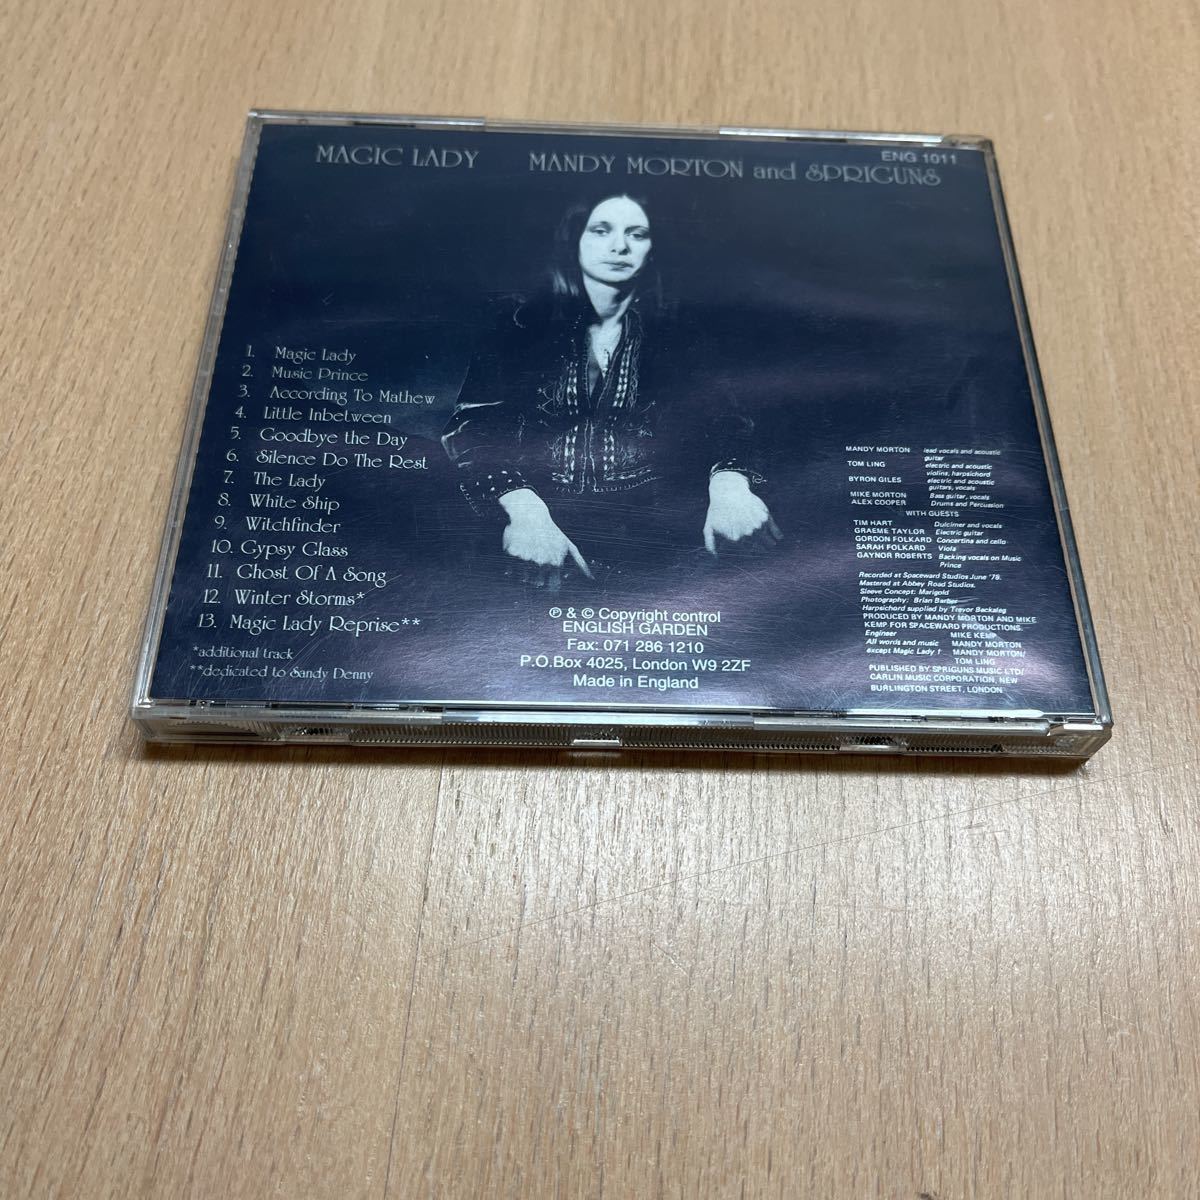 MAGIC LADY MANDY MORTON and SPRIGUNS
ENG 1011
1. Magic Lady
2. Music Prince
3. According To Mathew
4. Little Inbetween
5. Goodbye the Day
6. Silence Do The Rest
7. The Lady
8. White Ship
9. Witchfinder
10. Gypsy Glass
11. Ghost Of A Song
12. Winter Storms*
13. Magic Lady Reprise**
*additional track
**dedicated to Sandy Denny
℗ & © Copyright control
ENGLISH GARDEN
Fax: 071 286 1210
P.O.Box 4025, London W9 2ZF
Made in England
MANDY MORTON lead vocals and acoustic
guitar
TOM LING electric and acoustic
violins, harpsichord
BYRON GILES electric and acoustic
guitars, vocals
MIKE MORTON Bass guitar, vocals
ALEX COOPER Drums and Percussion
WITH GUESTS
TIM HART Dulcimer and vocals
GRAEME TAYLOR Electric guitar
GORDON FOLKARD Concertina and cello
SARAH FOLKARD Viola
GAYNOR ROBERTS Backing vocals on Music
Prince
Recorded at Spaceward Studios June '78.
Mastered at Abbey Road Studios.
Sleeve Concept: Marigold
Photography: Brian Barber
Harpsichord supplied by Trevor Backaleg
PRODUCED BY MANDY MORTON AND MIKE
KEMP FOR SPACEWARD PRODUCTIONS.
Engineer MIKE KEMP
All words and music MANDY MORTON
except Magic Lady † MANDY MORTON/
TOM LING
PUBLISHED BY SPRIGUNS MUSIC LTD/
CARLIN MUSIC CORPORATION, NEW
BURLINGTON STREET, LONDON